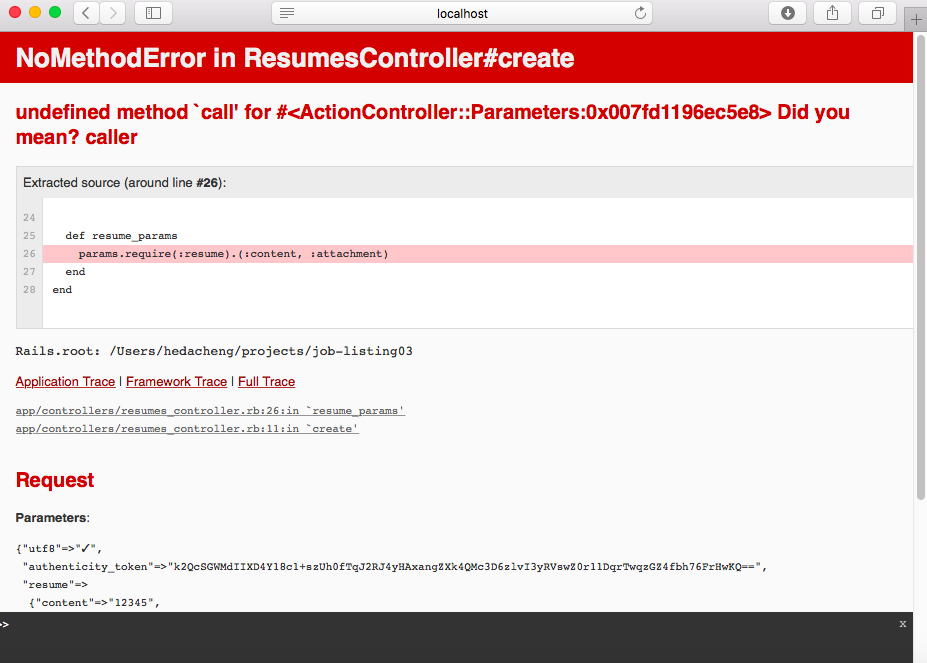 localhost
NoMethodError in ResumesController#create
undefined method `call' for #<ActionController::Parameters:0x007fd1196ec5e8> Did you
mean? caller
Extracted source (around line #26):
24
25 def resume_params
26 params.require(:resume).(:content, :attachment)
27 end
28 end
Rails.root: /Users/hedacheng/projects/job-listing03
Application Trace | Framework Trace | Full Trace
app/controllers/resumes_controller.rb:26:in `resume_params'
app/controllers/resumes_controller.rb:11:in `create'
Request
Parameters:
{"utf8"=>"✓",
"authenticity_token"=>"k2QcSGWMdIIXD4Y18cl+szUh0fTqJ2RJ4yHAxangZXk4QMc3D6zlvI3yRVswZ0rl1DqrTwqzGZ4fbh76FrHwKQ==",
"resume"=>
{"content"=>"12345",
>> x